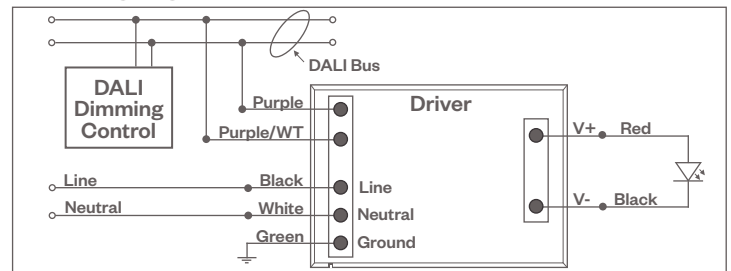 DALI Bus
DALI
Dimming
Control
Driver
Purple
Purple/WT
V+ Red
Line Black Line
V- Black
Neutral White Neutral
Green Ground